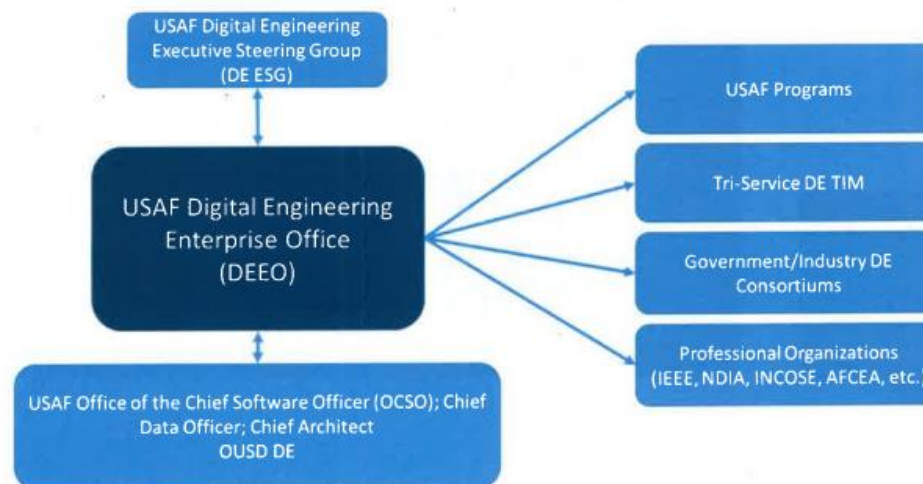 USAF Digital Engineering
Executive Steering Group
(DE ESG)
USAF Digital Engineering
Enterprise Office
(DEEO)
USAF Office of the Chief Software Officer (OCSO); Chief
Data Officer; Chief Architect
OUSD DE
USAF Programs
Tri-Service DE TIM
Government/Industry DE
Consortiums
Professional Organizations
(IEEE, NDIA, INCOSE, AFCEA, etc.)